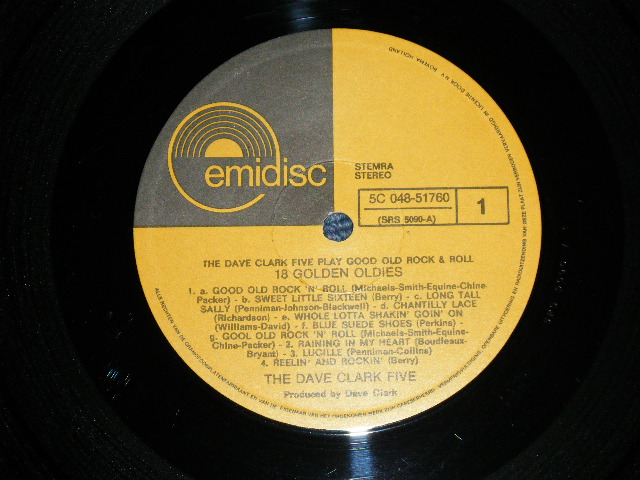 emidisc
STEMRA
STEREO
5C 048-51760
(SRS 5090-A)
1
THE DAVE CLARK FIVE PLAY GOOD OLD ROCK & ROLL
18 GOLDEN OLDIES
1. a. GOOD OLD ROCK 'N' ROLL (Michaels-Smith-Equine-Chine-
Packer) - b. SWEET LITTLE SIXTEEN (Berry) - c. LONG TALL
SALLY (Penniman-Johnson-Blackwell) - d. CHANTILLY LACE
(Richardson) - e. WHOLE LOTTA SHAKIN' GOIN' ON
(Williams-David) - f. BLUE SUEDE SHOES (Perkins) -
g. GOOL OLD ROCK 'N' ROLL (Michaels-Smith-Equine-
Chine-Packer) - 2. RAINING IN MY HEART (Boudleaux-
Bryant) - 3. LUCILLE (Penniman-Collins)
4. REELIN' AND ROCKIN' (Berry)
THE DAVE CLARK FIVE
Produced by Dave Clark